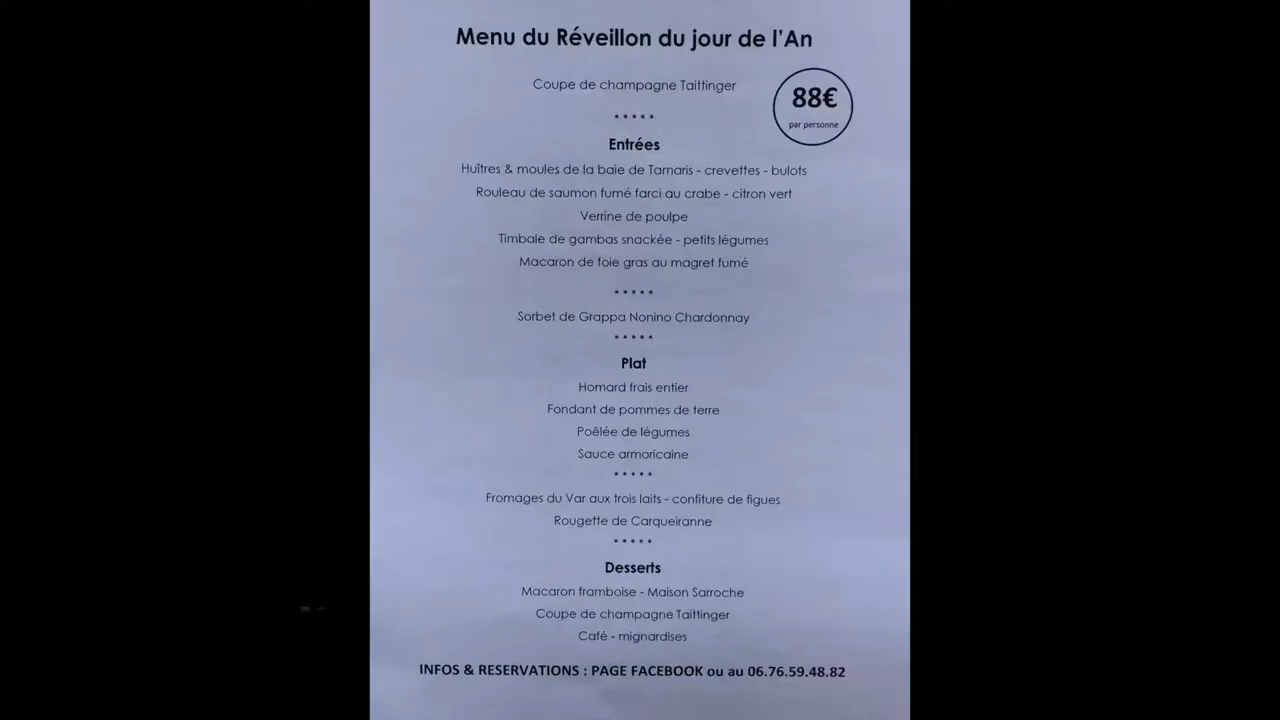 Menu du Réveillon du jour de l'An
Coupe de champagne Taittinger
88€
par personne
*****
Entrées
Huîtres & moules de la baie de Tamaris - crevettes - bulots
Rouleau de saumon fumé farci au crabe - citron vert
Verrine de poulpe
Timbale de gambas snackée - petits légumes
Macaron de foie gras au magret fumé
*****
Sorbet de Grappa Nonino Chardonnay
*****
Plat
Homard frais entier
Fondant de pommes de terre
Poêlée de légumes
Sauce armoricaine
*****
Fromages du Var aux trois laits - confiture de figues
Rougette de Carqueiranne
*****
Desserts
Macaron framboise - Maison Sarroche
Coupe de champagne Taittinger
Café - mignardises
INFOS & RESERVATIONS : PAGE FACEBOOK ou au 06.76.59.48.82